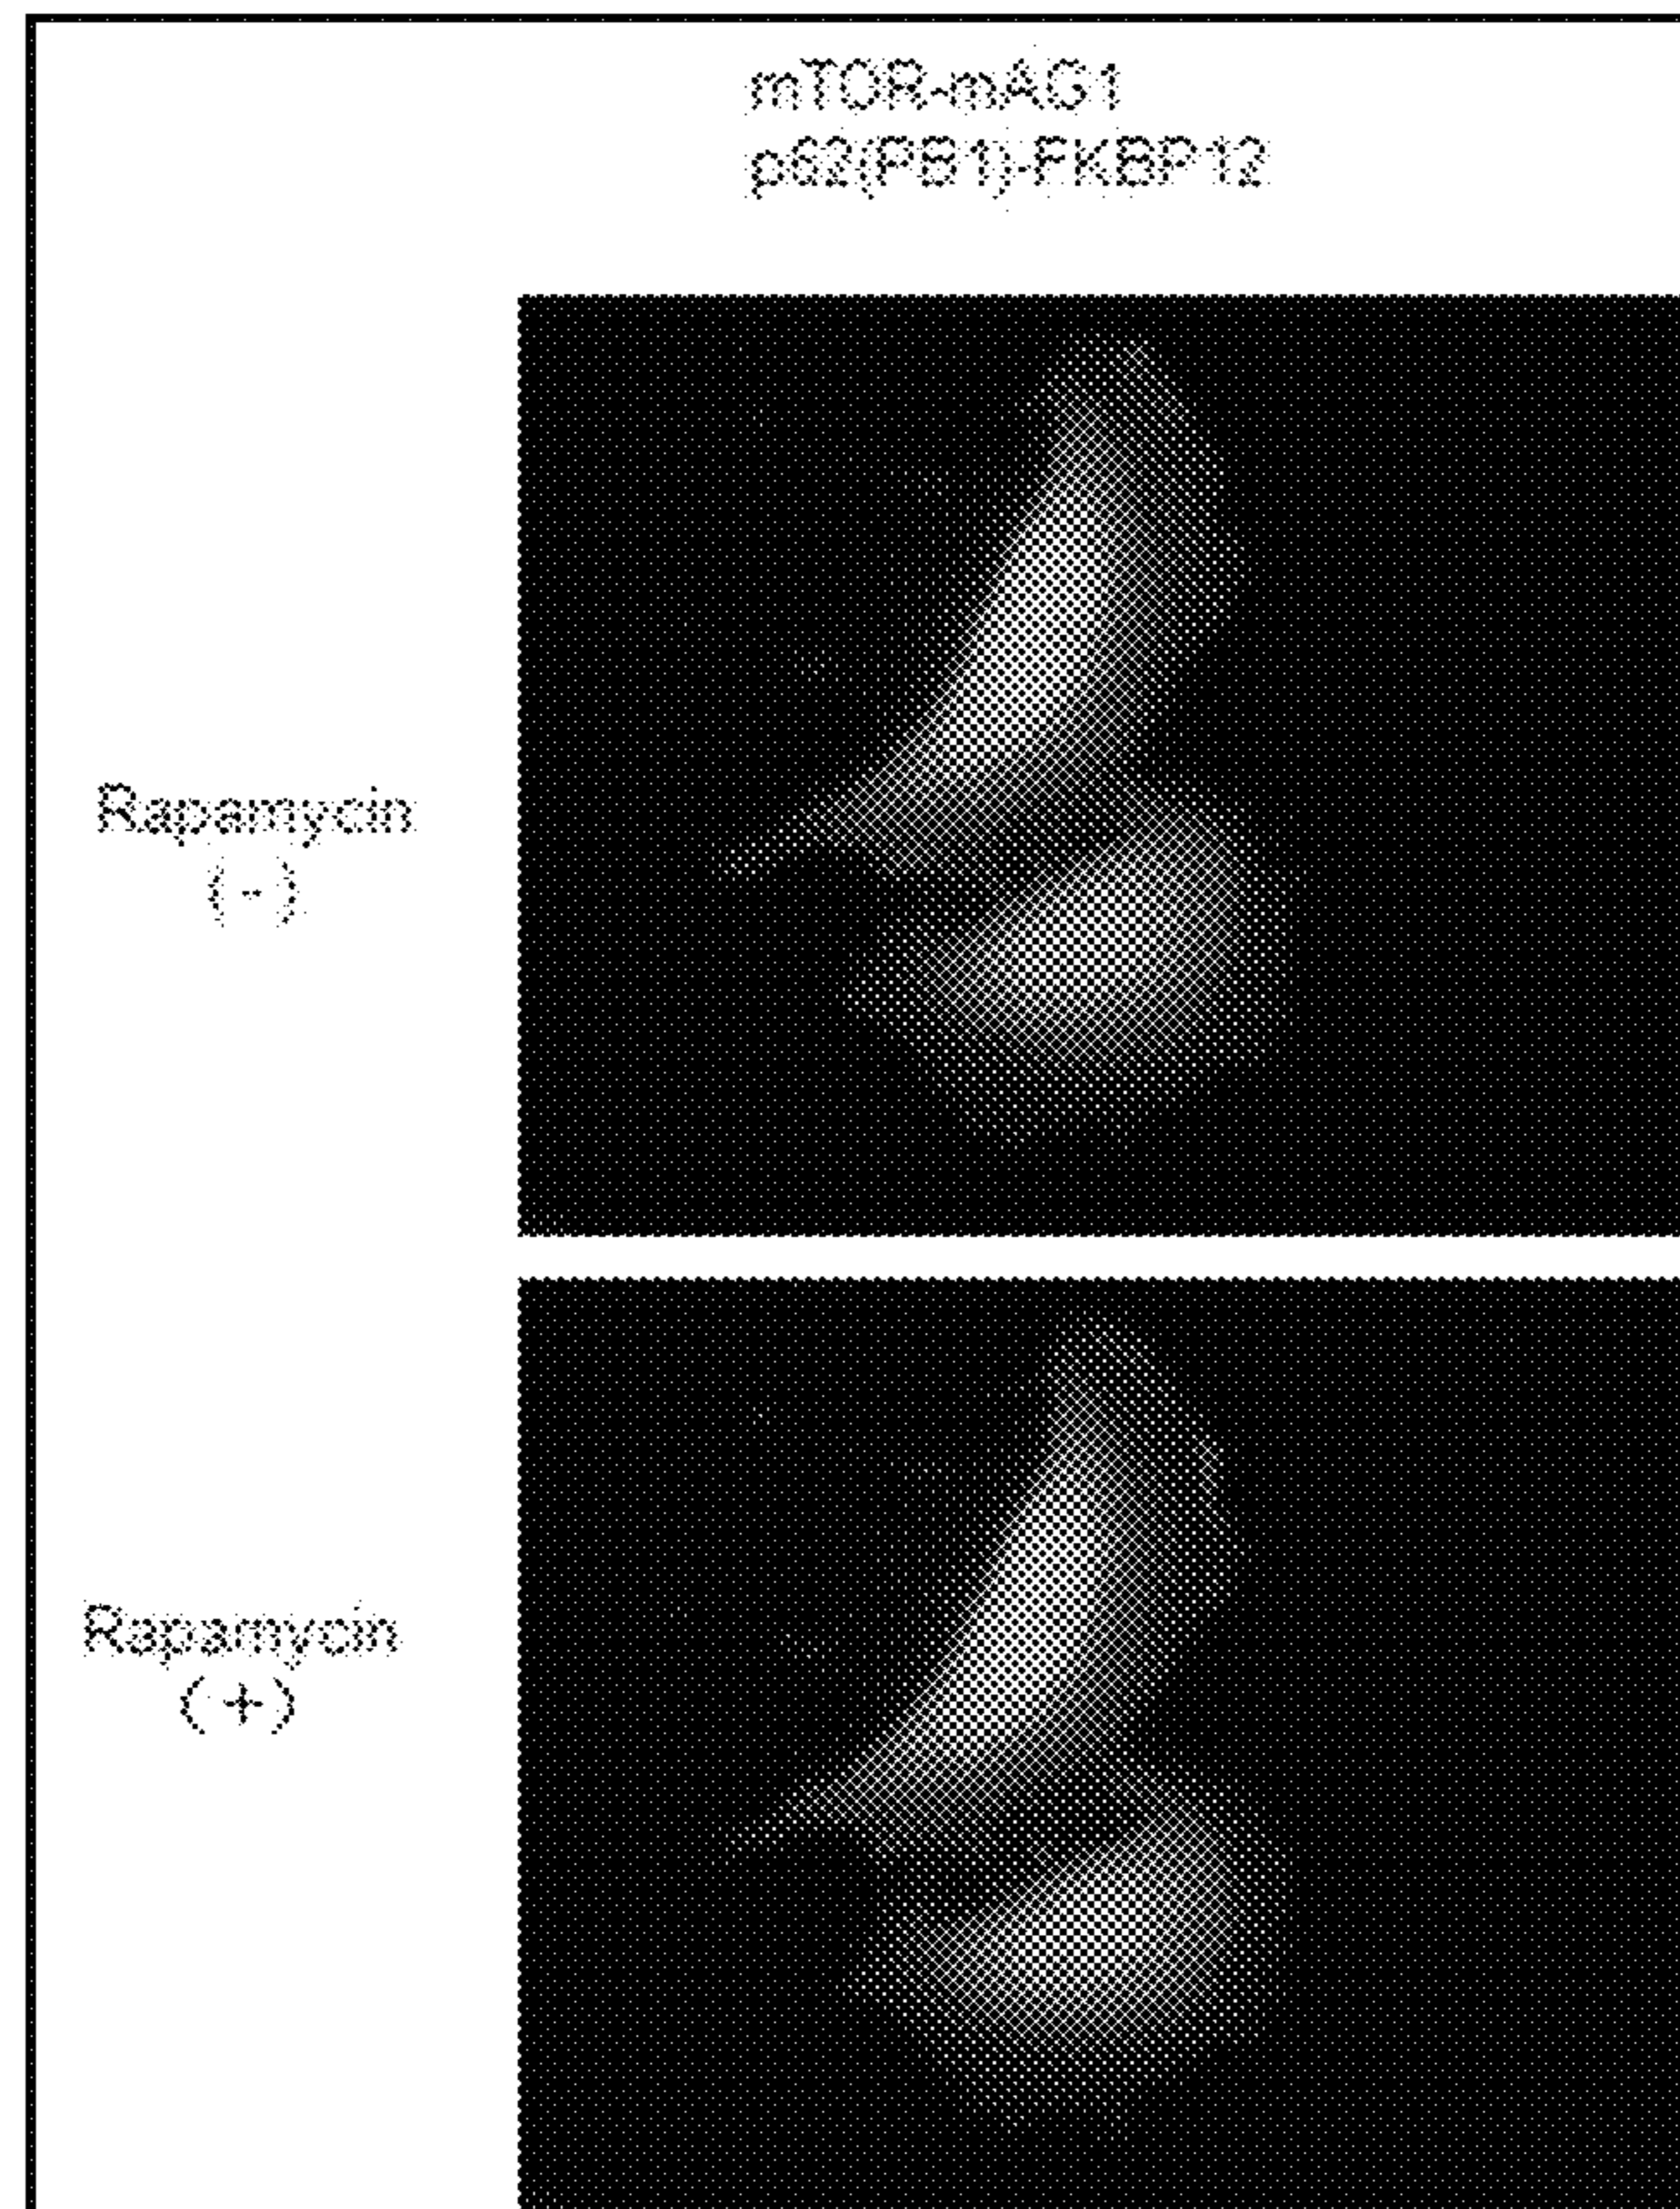 mTOR-mAG1
p62(PB1)-FKBP12
Rapamycin
(-)
Rapamycin
(+)